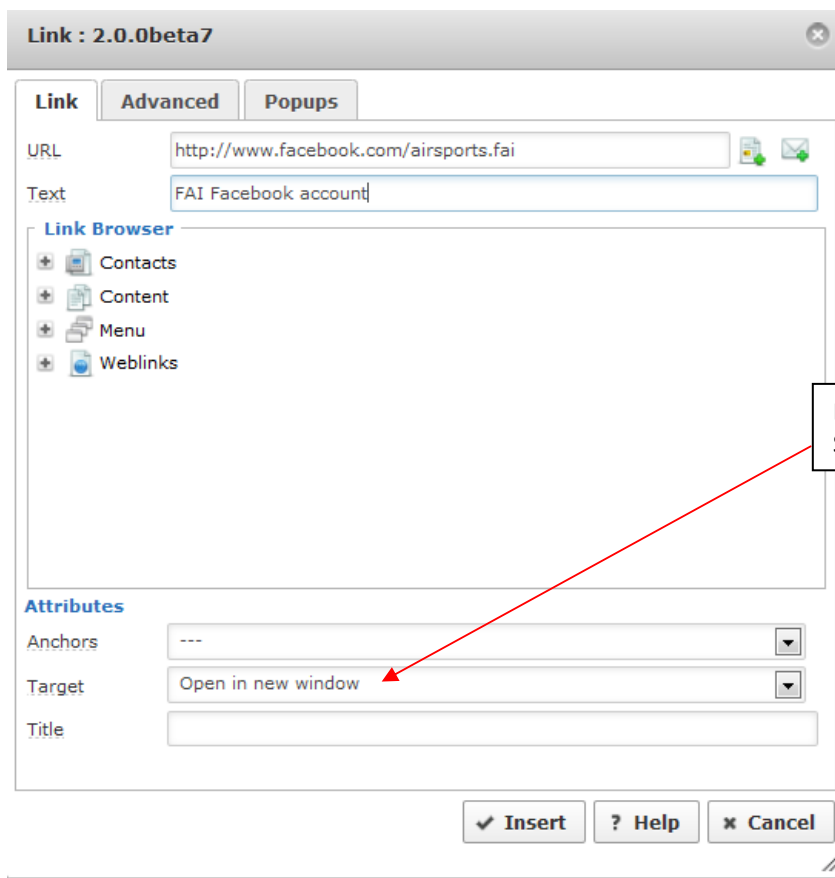 Link : 2.0.0beta7
Link Advanced Popups
URL http://www.facebook.com/airsports.fai
Text FAI Facebook account
Link Browser
Contacts
Content
Menu
Weblinks
Attributes
Anchors ---
Target Open in new window
Title
Insert ? Help Cancel